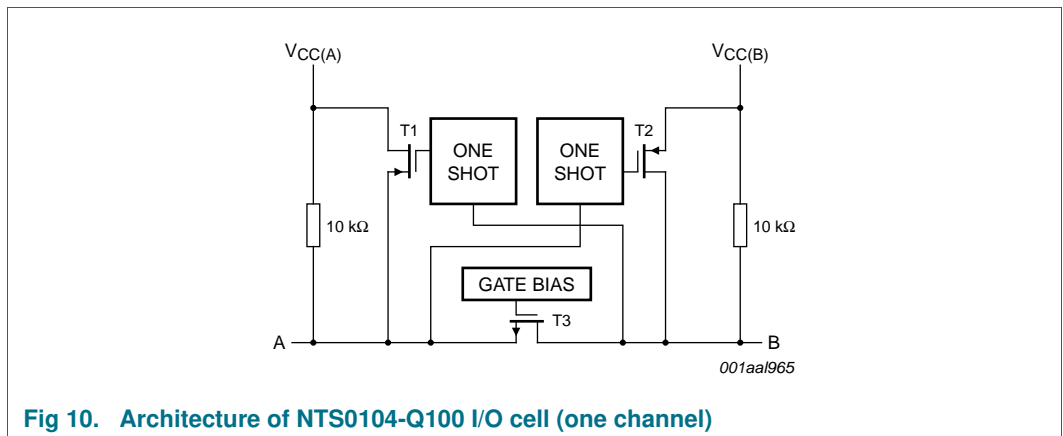 VCC(A)
VCC(B)
T1
ONE
SHOT
ONE
SHOT
T2
10 kΩ
10 kΩ
GATE BIAS
T3
A
B
001aal965
Fig 10. Architecture of NTS0104-Q100 I/O cell (one channel)